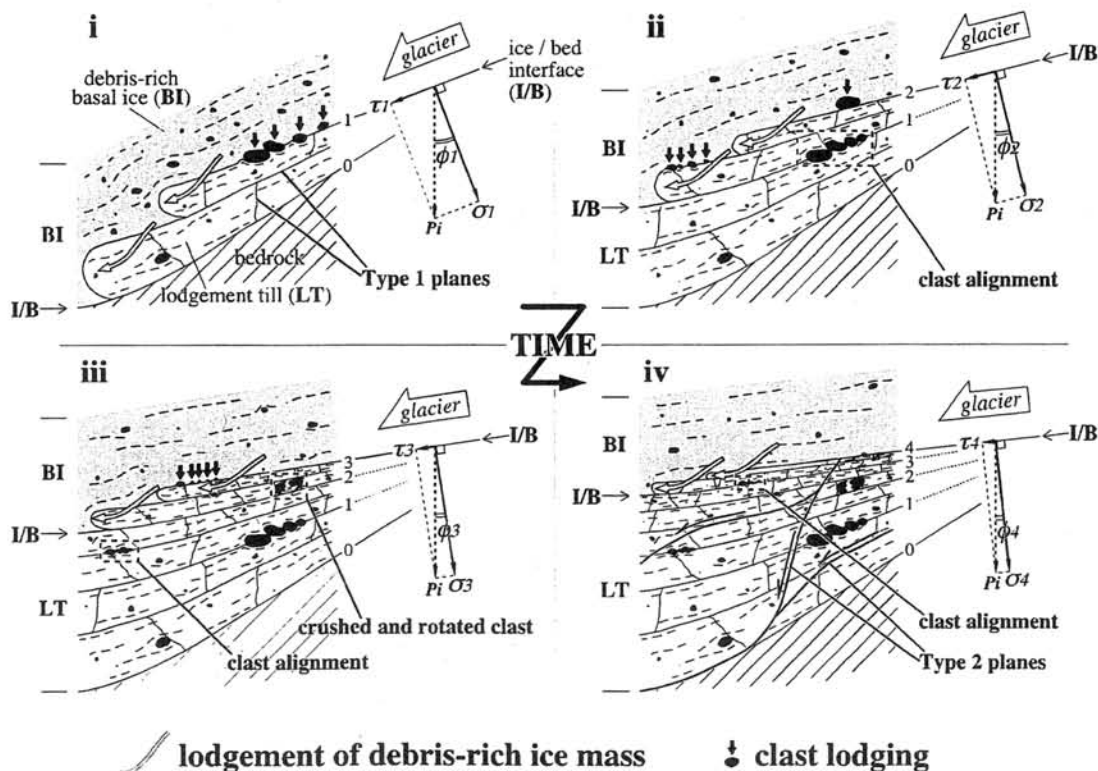 i
glacier
ice / bed
interface
(I/B)
debris-rich
basal ice (BI)
1
τ1
0
ϕ1
σ1
Pi
BI
bedrock
Type 1 planes
lodgement till (LT)
I/B
ii
glacier
I/B
2
τ2
1
0
ϕ2
σ2
Pi
BI
I/B
LT
clast alignment
TIME
iii
glacier
I/B
BI
3
τ3
2
1
0
ϕ3
σ3
Pi
I/B
LT
crushed and rotated clast
clast alignment
iv
glacier
I/B
BI
4
τ4
3
2
1
0
ϕ4
σ4
Pi
I/B
LT
clast alignment
Type 2 planes
lodgement of debris-rich ice mass
clast lodging